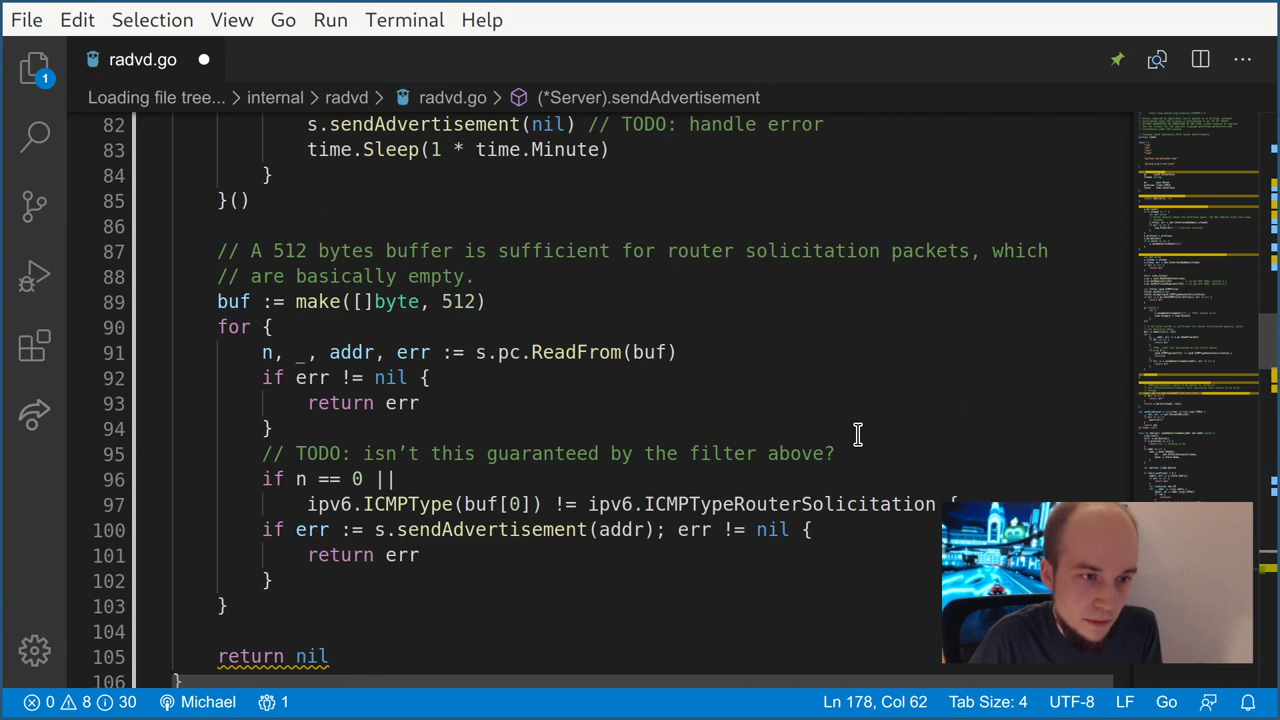 File Edit Selection View Go Run Terminal Help
radvd.go
Loading file tree... > internal > radvd > radvd.go > (*Server).sendAdvertisement
82 s.sendAdvertisement(nil) // TODO: handle error
83 time.Sleep(1 * time.Minute)
84 }
85 }()
86
87 // A 512 bytes buffer is sufficient for router solicitation packets, which
88 // are basically empty.
89 buf := make([]byte, 512)
90 for {
91 n, _, addr, err := s.pc.ReadFrom(buf)
92 if err != nil {
93 return err
94 }
95 // TODO: isn’t this guaranteed by the filter above?
96 if n == 0 ||
97 ipv6.ICMPType(buf[0]) != ipv6.ICMPTypeRouterSolicitation {
100 if err := s.sendAdvertisement(addr); err != nil {
101 return err
102 }
103 }
104
105 return nil
106 }
1
0 8 30 Michael 1 Ln 178, Col 62 Tab Size: 4 UTF-8 LF Go